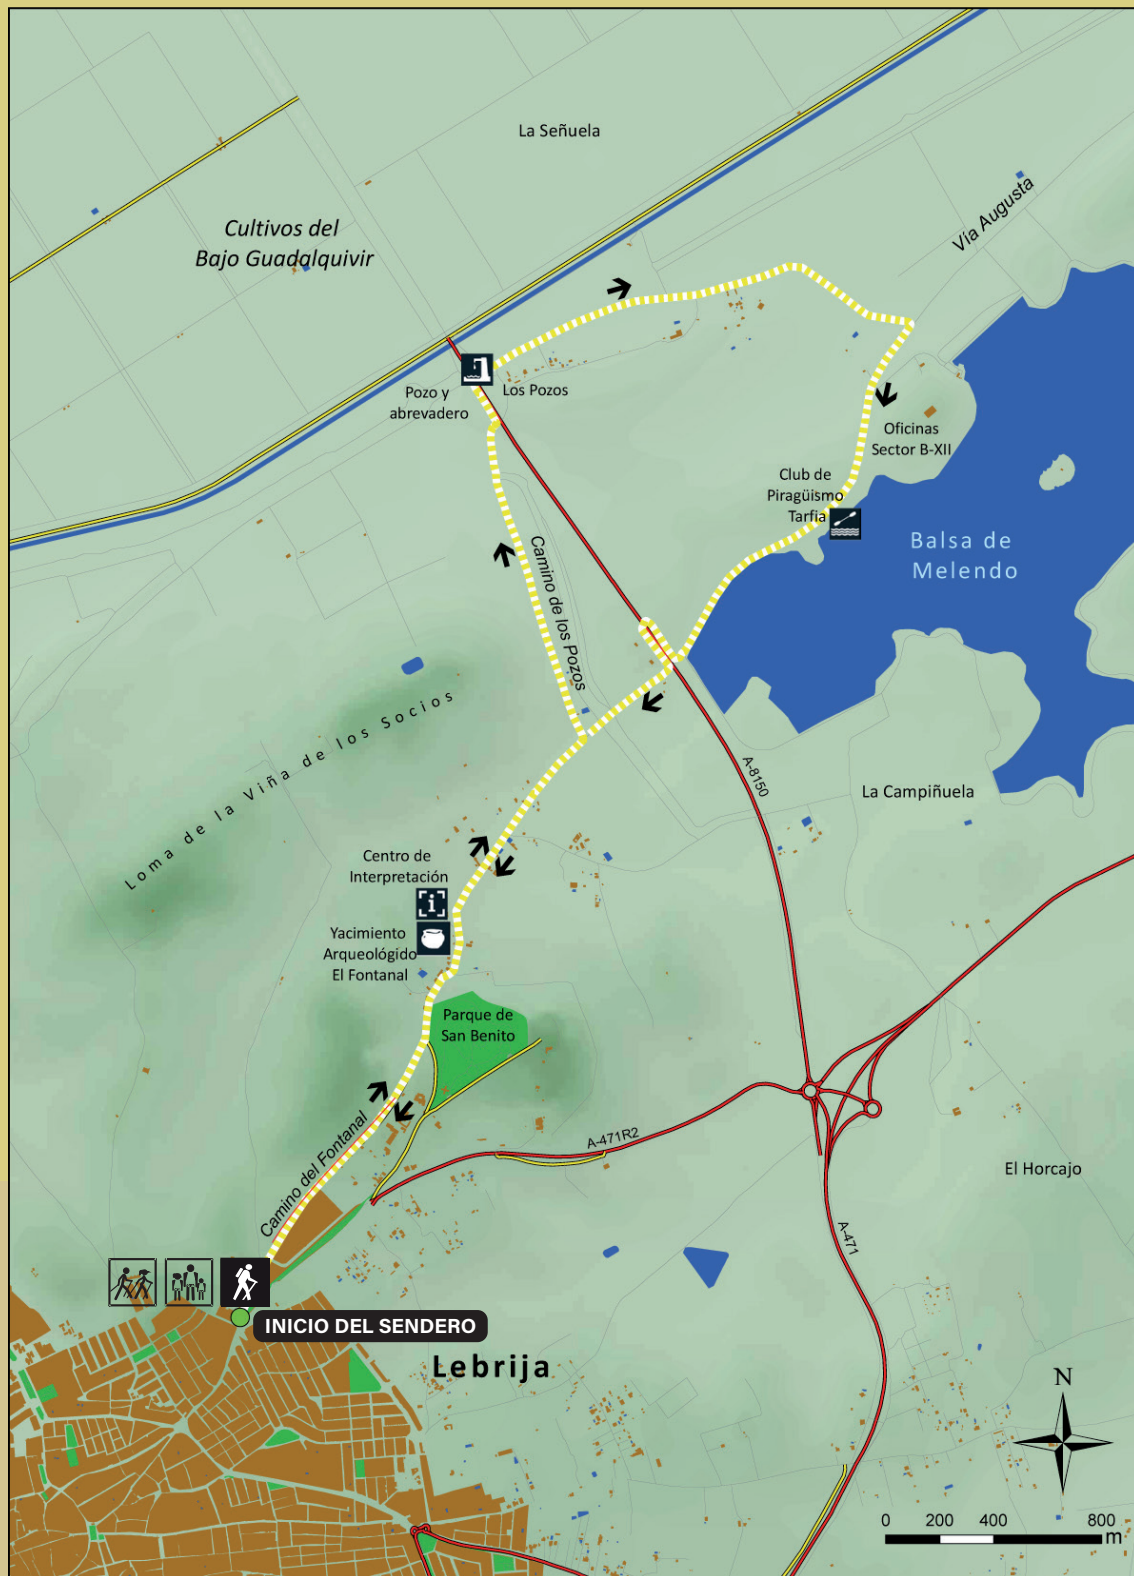 La Señuela
Cultivos del
Bajo Guadalquivir
Vía Augusta
Pozo y
abrevadero
Los Pozos
Oficinas
Sector B-XII
Club de
Piragüismo
Tarfia
Balsa de
Melendo
Camino de los Pozos
Loma de la Viña de los Socios
A-8150
La Campiñuela
Centro de
Interpretación
i
Yacimiento
Arqueológido
El Fontanal
Parque de
San Benito
Camino del Fontanal
A-471R2
El Horcajo
A-471
INICIO DEL SENDERO
Lebrija
N
0 200 400 800
m